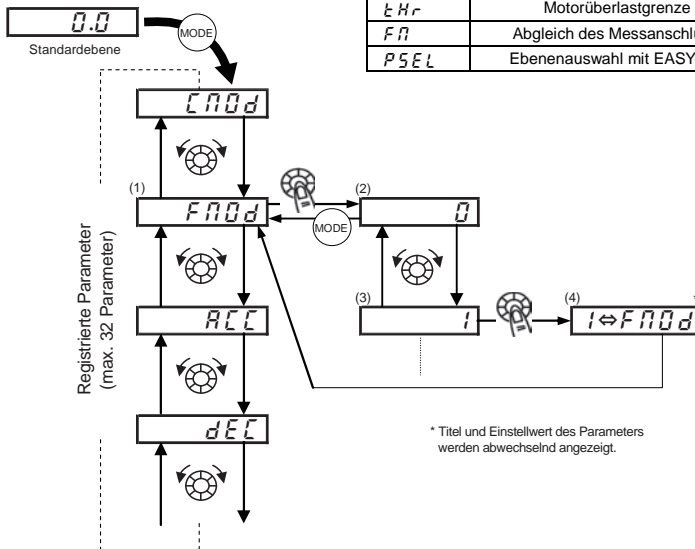 0.0
MODE
Standardebene
tHr
Motorüberlastgrenze
FM
Abgleich des Messanschlu
PSEL
Ebenenauswahl mit EASY
CMOd
(1)
FMOd
(2)
0
MODE
(3)
1
(4)
1⇔FMOd
*
ACC
dEC
Registrierte Parameter
(max. 32 Parameter)
* Titel und Einstellwert des Parameters
werden abwechselnd angezeigt.